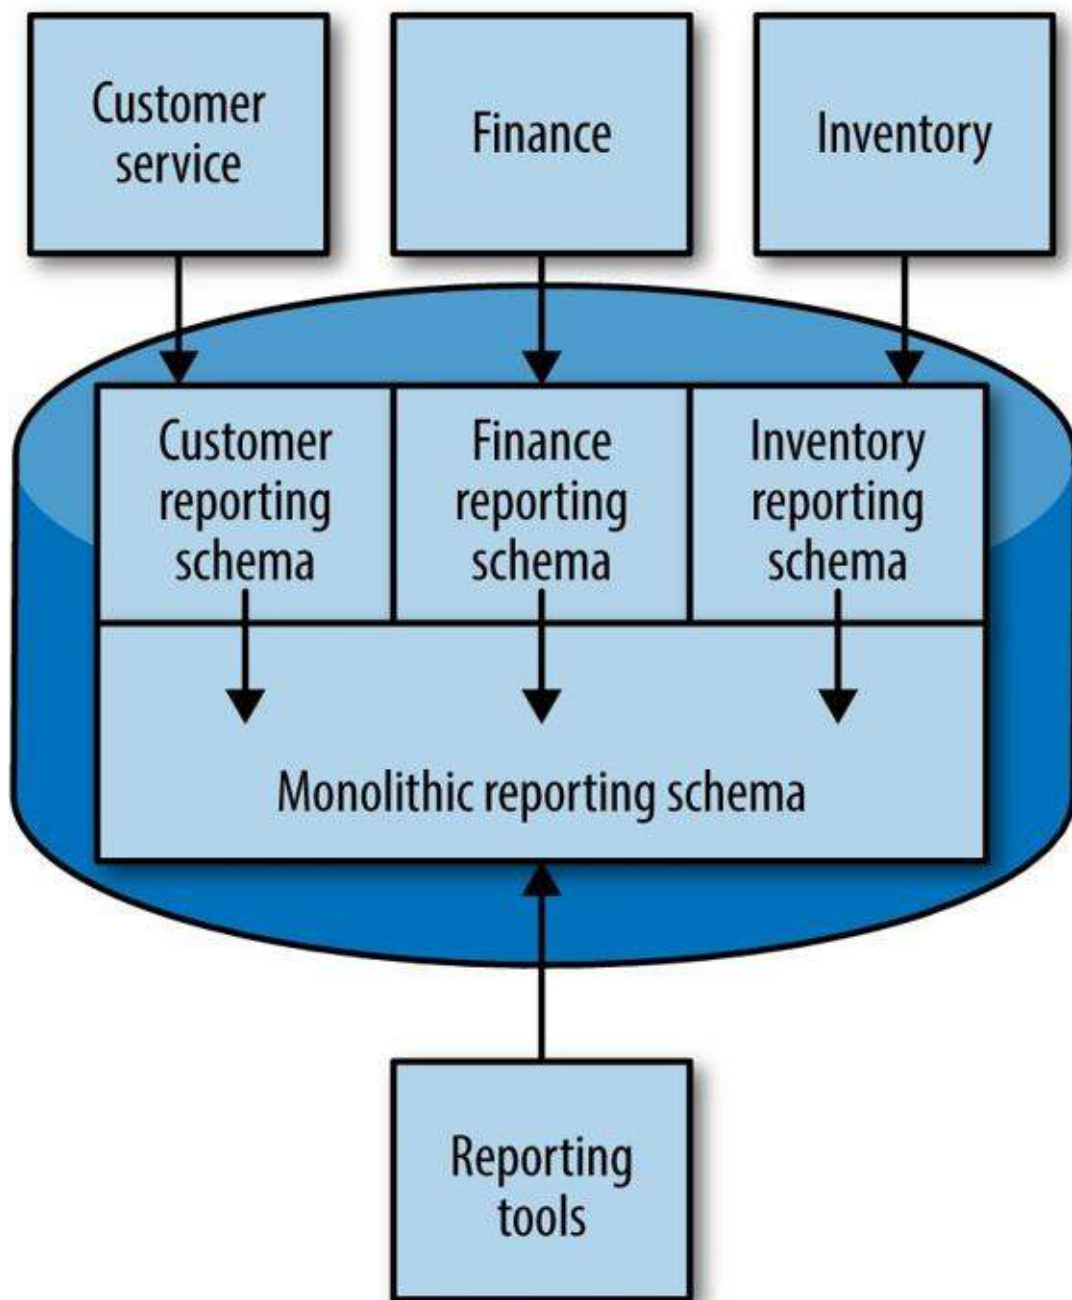 Customer
service
Finance
Inventory
Customer
reporting
schema
Finance
reporting
schema
Inventory
reporting
schema
Monolithic reporting schema
Reporting
tools